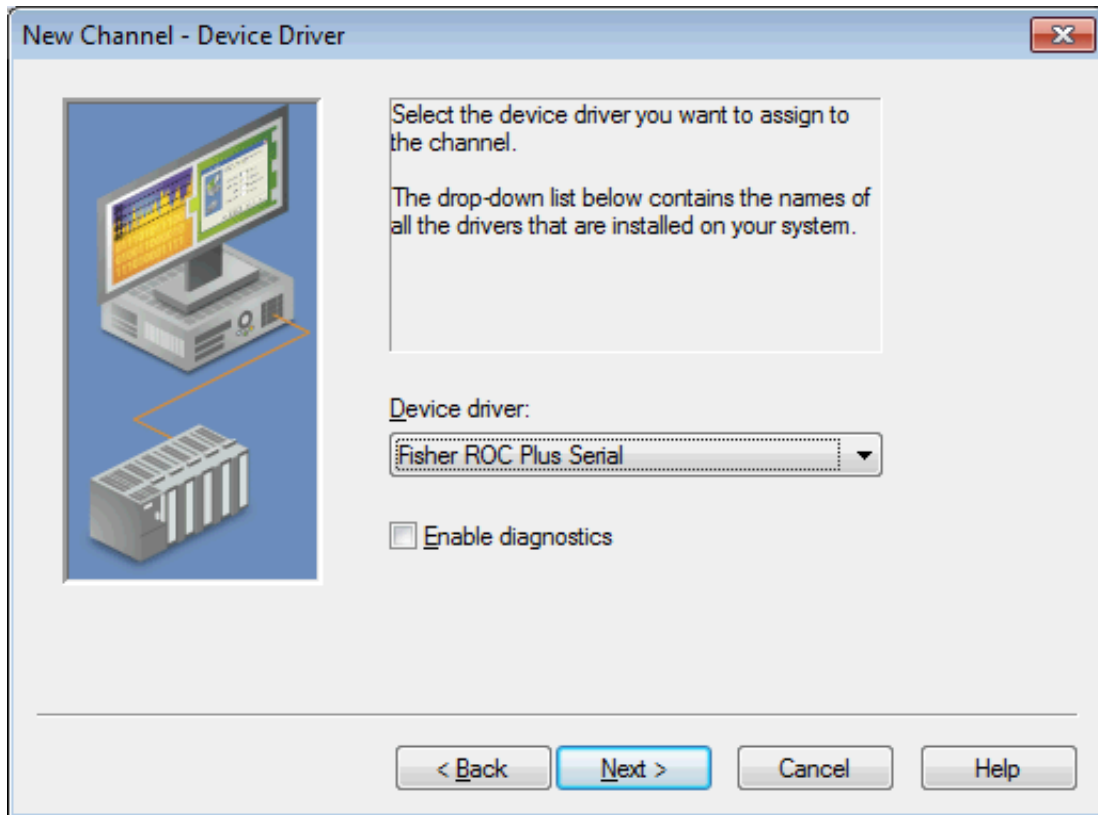 New Channel - Device Driver
Select the device driver you want to assign to
the channel.
The drop-down list below contains the names of
all the drivers that are installed on your system.
Device driver:
Fisher ROC Plus Serial
Enable diagnostics
< Back
Next >
Cancel
Help